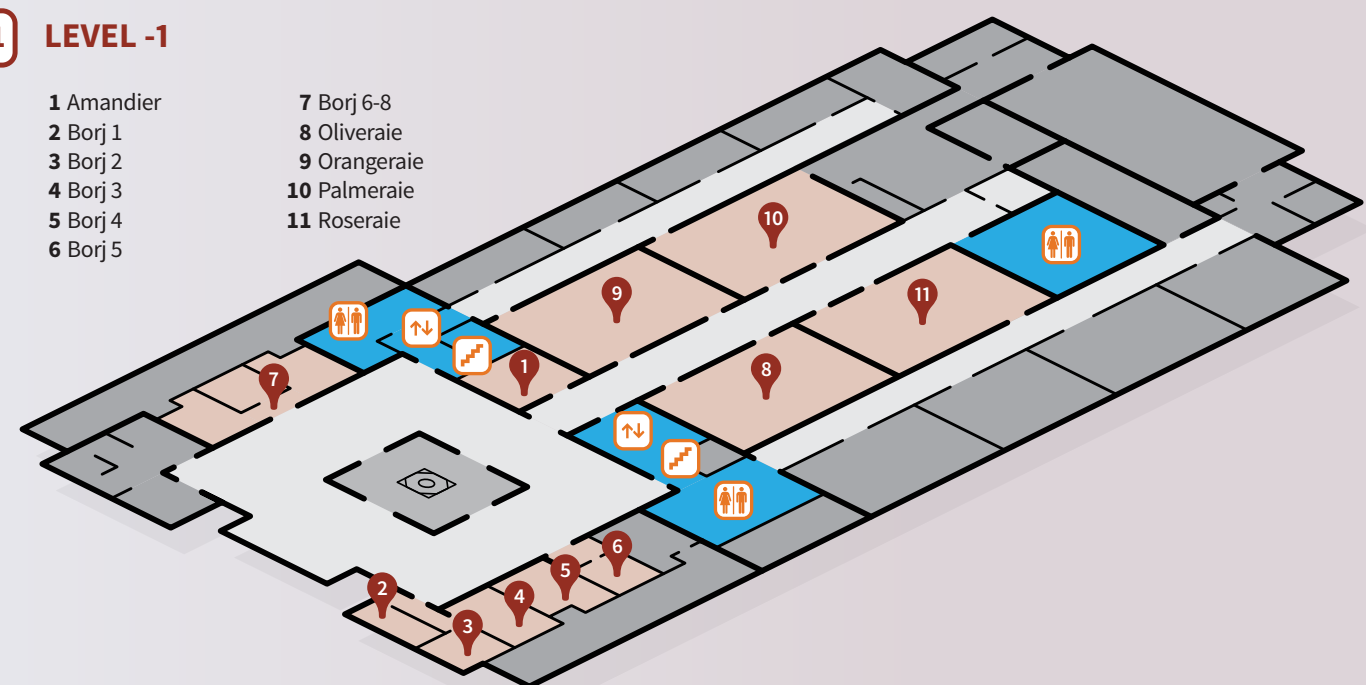 1 LEVEL -1
1 Amandier
2 Borj 1
3 Borj 2
4 Borj 3
5 Borj 4
6 Borj 5
7 Borj 6-8
8 Oliveraie
9 Orangeraie
10 Palmeraie
11 Roseraie
10
11
9
1
8
7
6
5
4
2
3